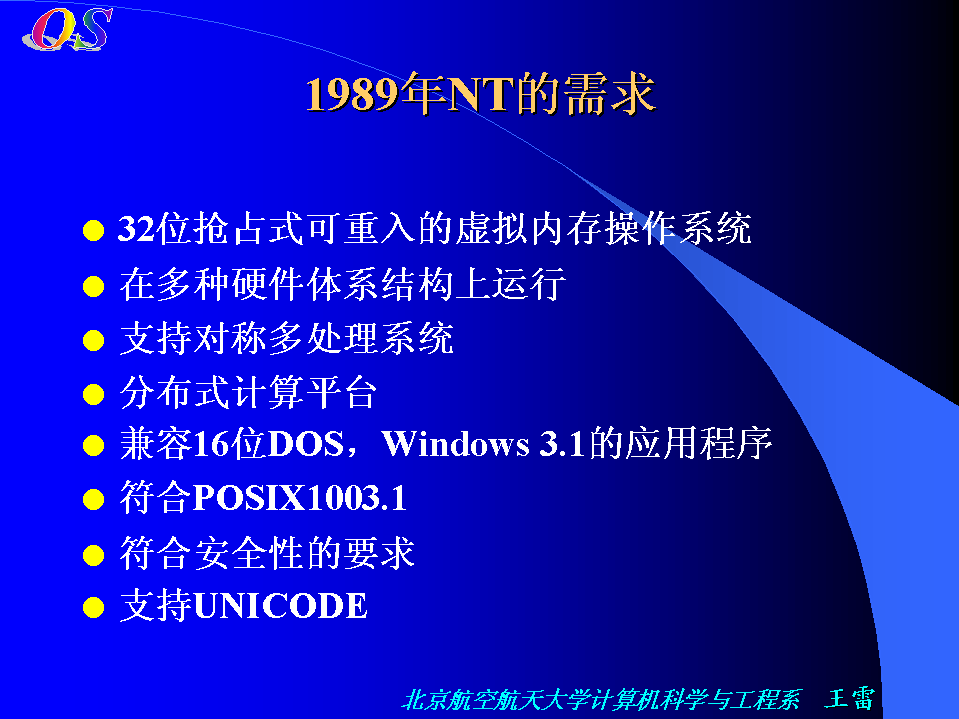 OS
1989年NT的需求
32位抢占式可重入的虚拟内存操作系统
在多种硬件体系结构上运行
支持对称多处理系统
分布式计算平台
兼容16位DOS，Windows 3.1的应用程序
符合POSIX1003.1
符合安全性的要求
支持UNICODE
北京航空航天大学计算机科学与工程系 王雷